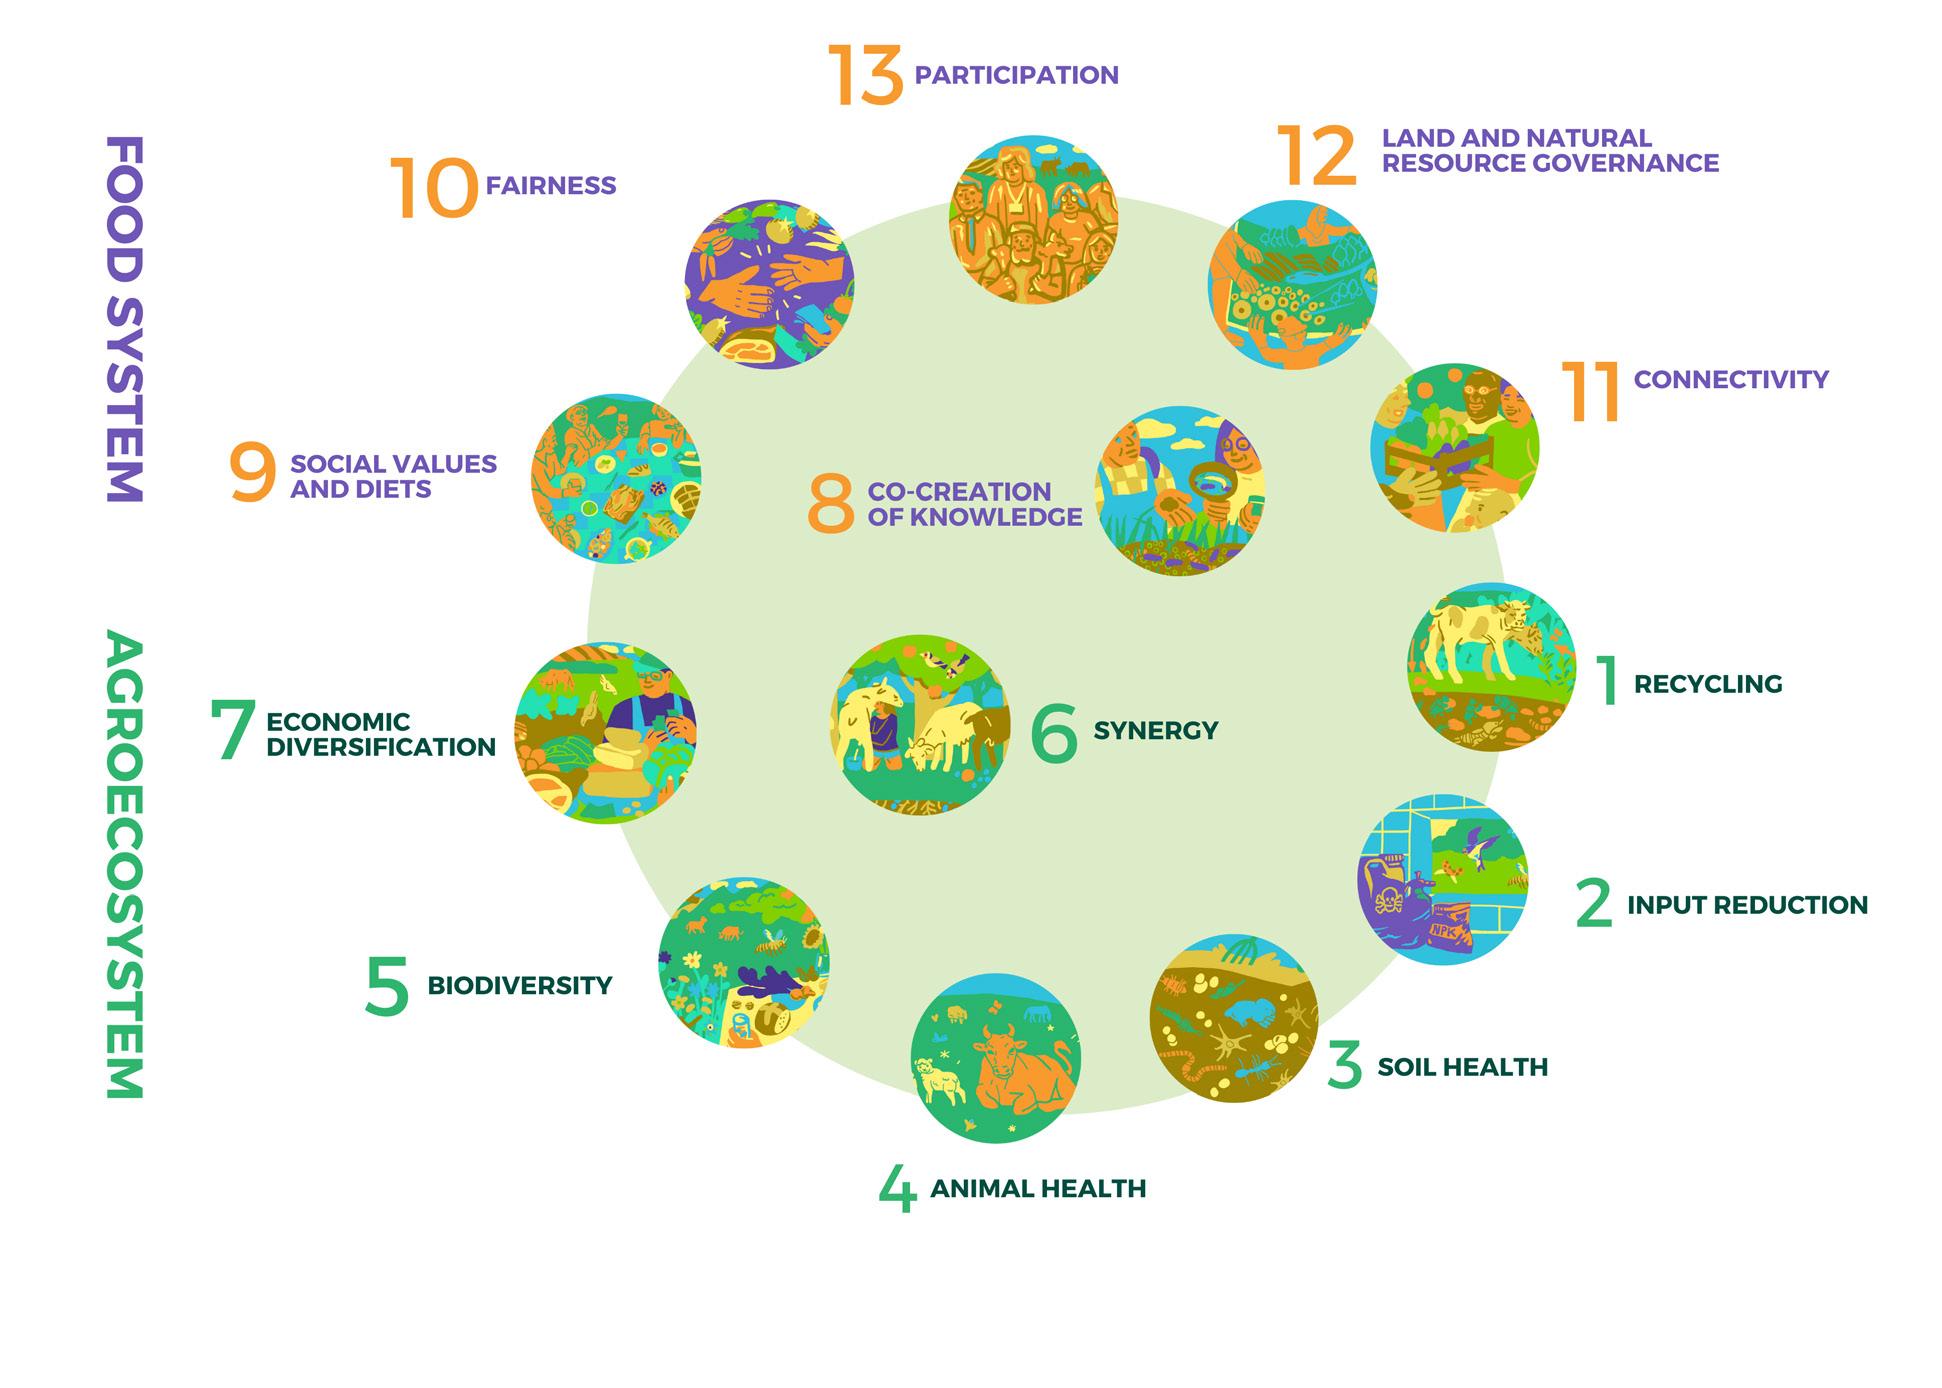 13 PARTICIPATION
12 LAND AND NATURAL
RESOURCE GOVERNANCE
10 FAIRNESS
FOOD SYSTEM
11 CONNECTIVITY
9 SOCIAL VALUES
AND DIETS
8 CO-CREATION
OF KNOWLEDGE
AGROECOSYSTEM
7 ECONOMIC
DIVERSIFICATION
6 SYNERGY
1 RECYCLING
2 INPUT REDUCTION
NPK
5 BIODIVERSITY
3 SOIL HEALTH
4 ANIMAL HEALTH